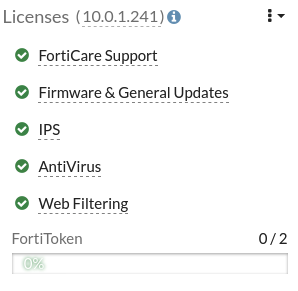 Licenses (10.0.1.241)
FortiCare Support
Firmware & General Updates
IPS
AntiVirus
Web Filtering
FortiToken 0 / 2
0%